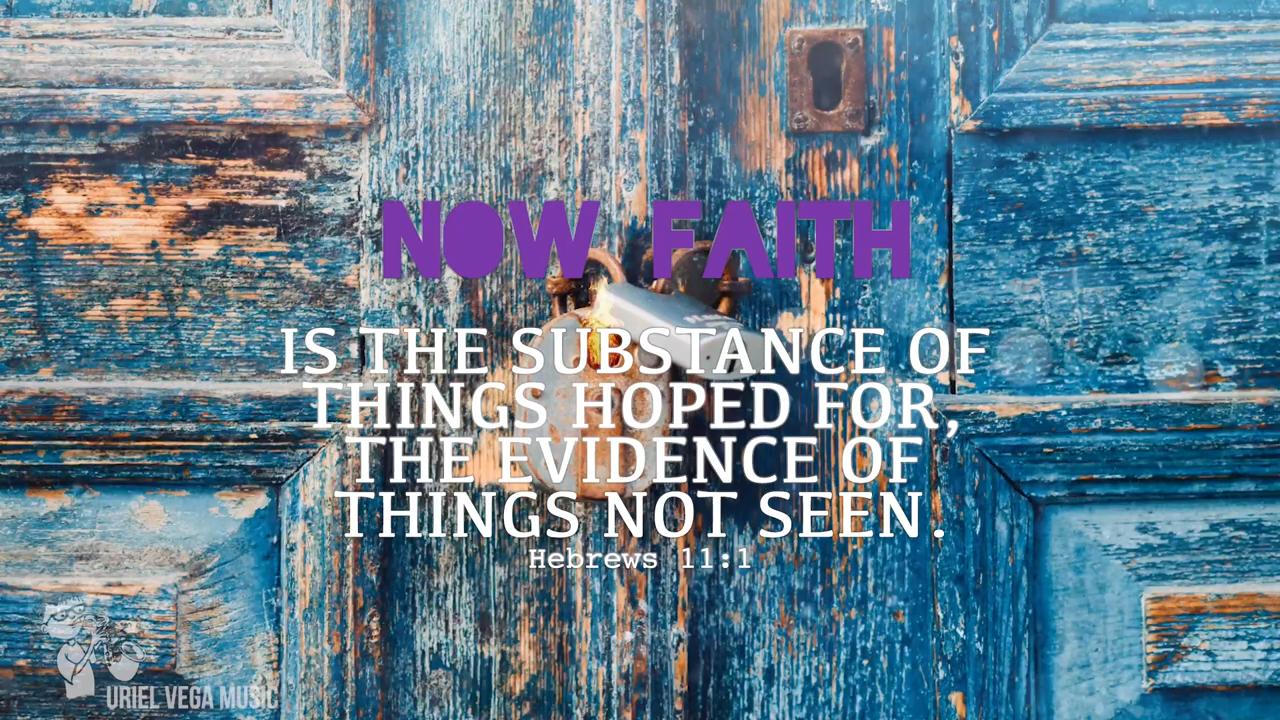 NOW FAITH
IS THE SUBSTANCE OF
THINGS HOPED FOR,
THE EVIDENCE OF
THINGS NOT SEEN.
Hebrews 11:1
URIEL VEGA MUSIC